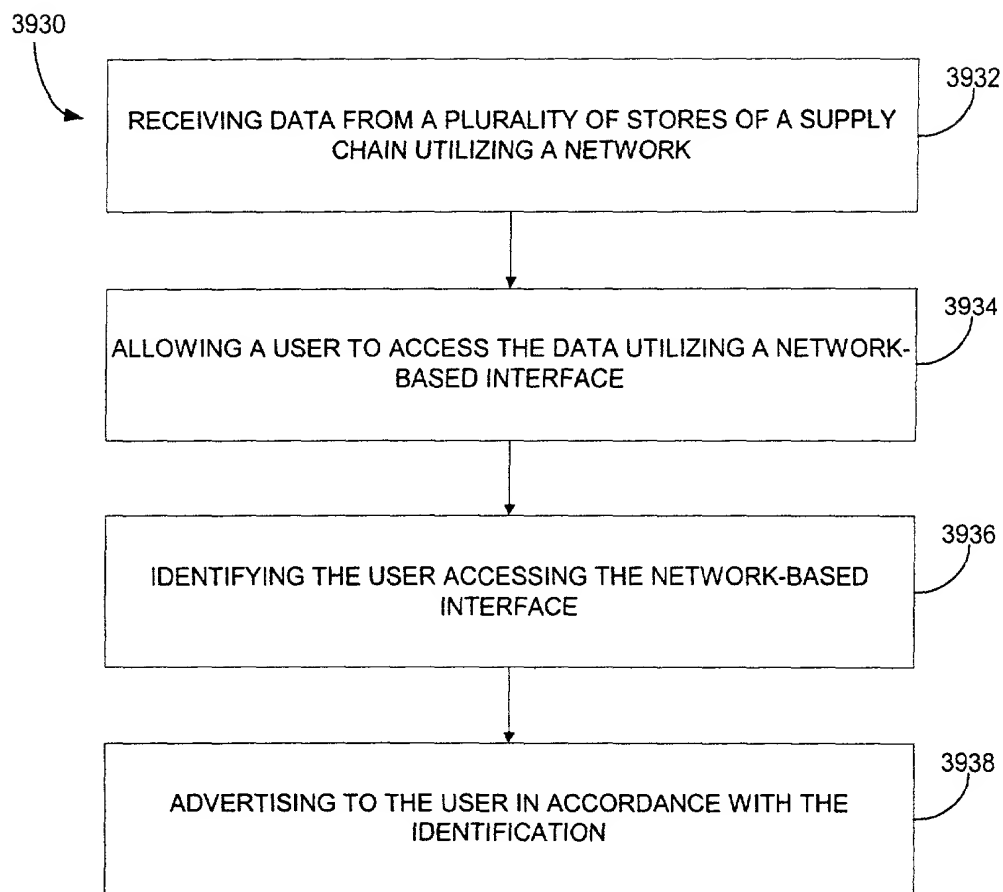 3930
3932
RECEIVING DATA FROM A PLURALITY OF STORES OF A SUPPLY
CHAIN UTILIZING A NETWORK
3934
ALLOWING A USER TO ACCESS THE DATA UTILIZING A NETWORK-
BASED INTERFACE
3936
IDENTIFYING THE USER ACCESSING THE NETWORK-BASED
INTERFACE
3938
ADVERTISING TO THE USER IN ACCORDANCE WITH THE
IDENTIFICATION